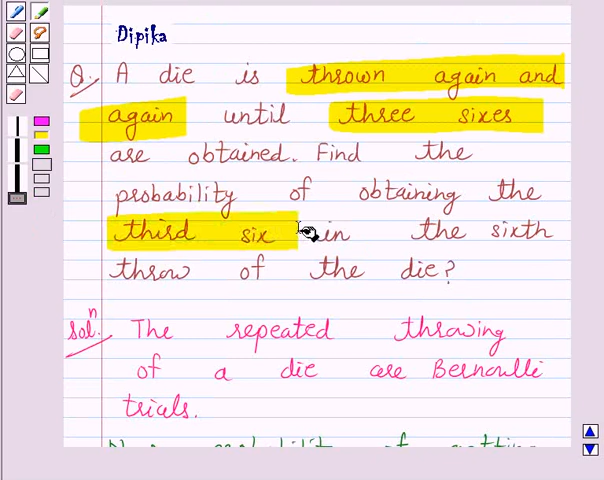 Dipika
Q. A die is thrown again and
again until three sixes
are obtained. Find the
probability of obtaining the
third six in the sixth
throw of the die?
Solⁿ. The repeated throwing
of a die are Bernoulli
trials.